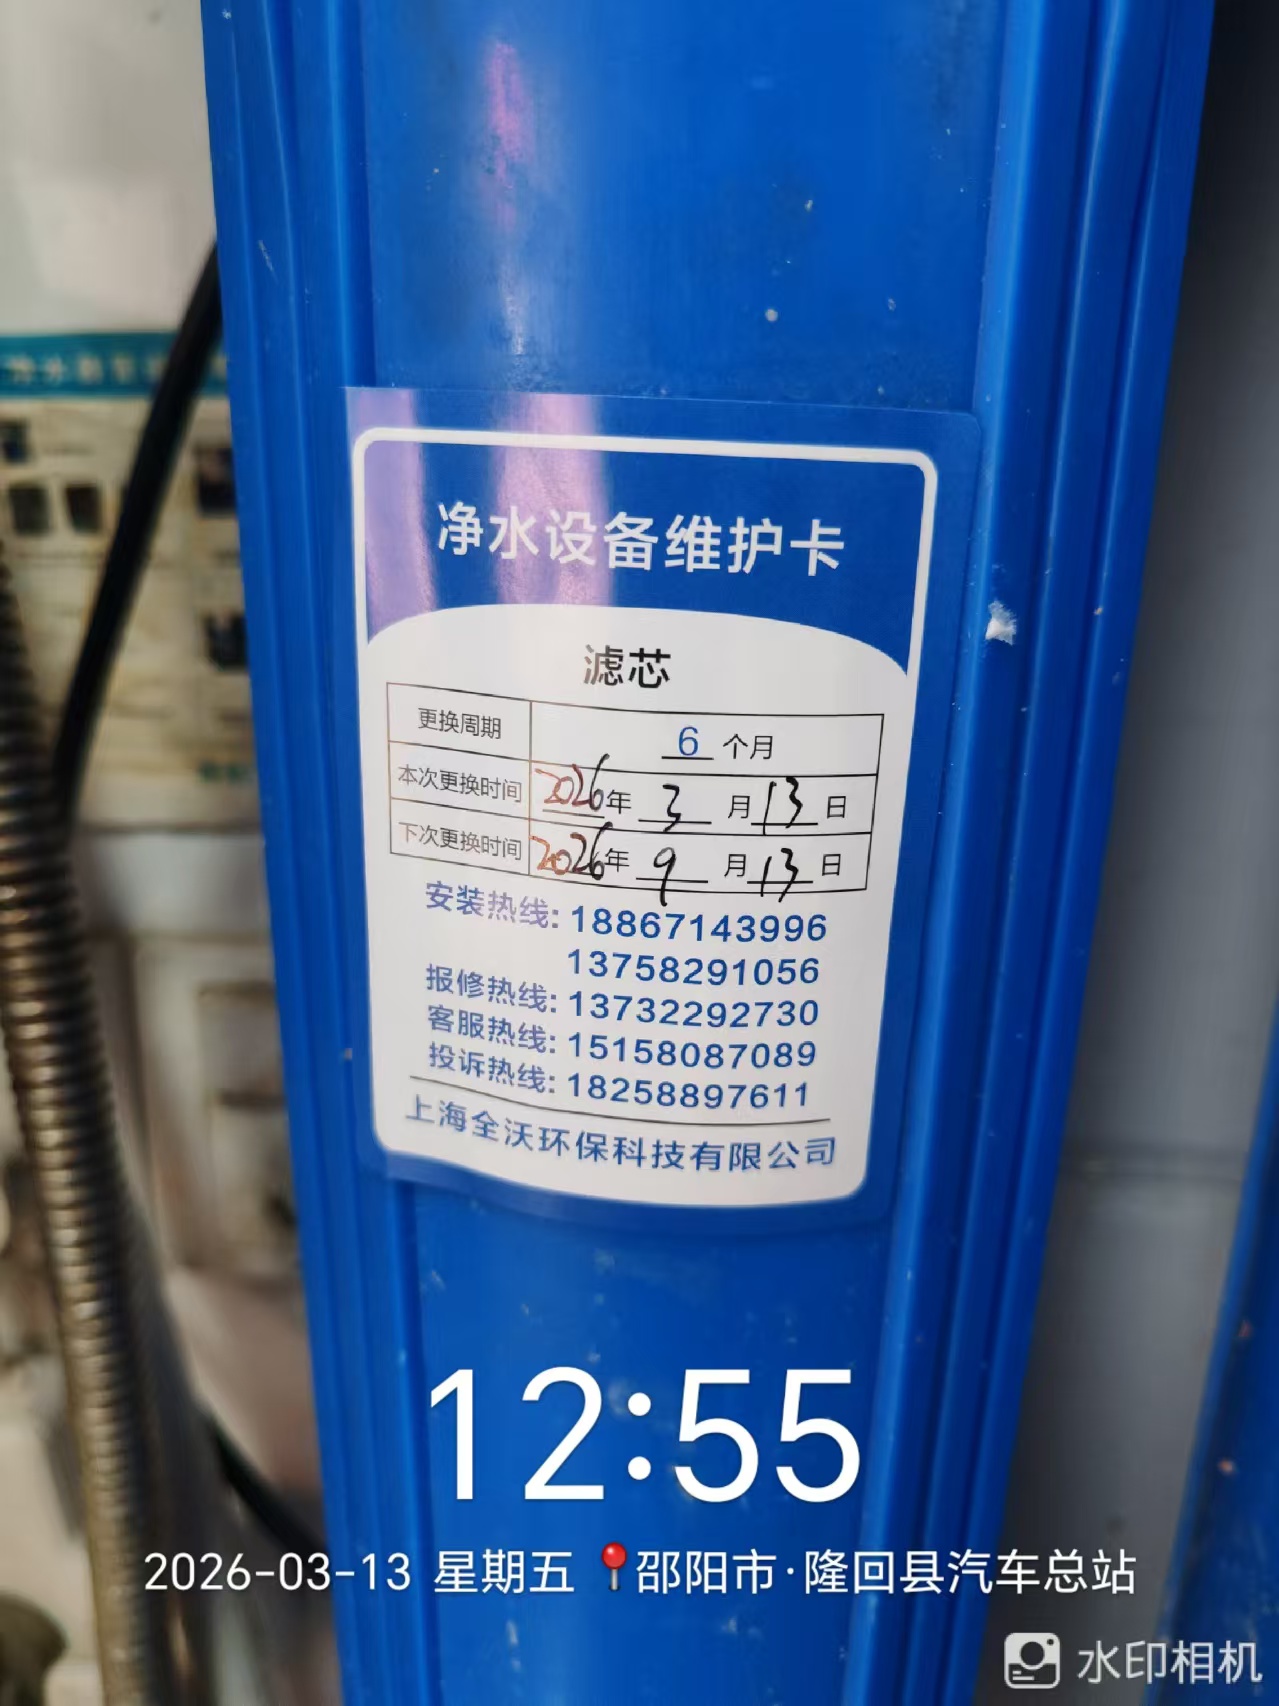 净水设备维护卡
滤芯
更换周期 6 个月
本次更换时间 2026年 3 月 13 日
下次更换时间 2026年 9 月 13 日
安装热线: 18867143996
13758291056
报修热线: 13732292730
客服热线: 15158087089
投诉热线: 18258897611
上海全沃环保科技有限公司
12:55
2026-03-13 星期五 📍邵阳市·隆回县汽车总站
水印相机